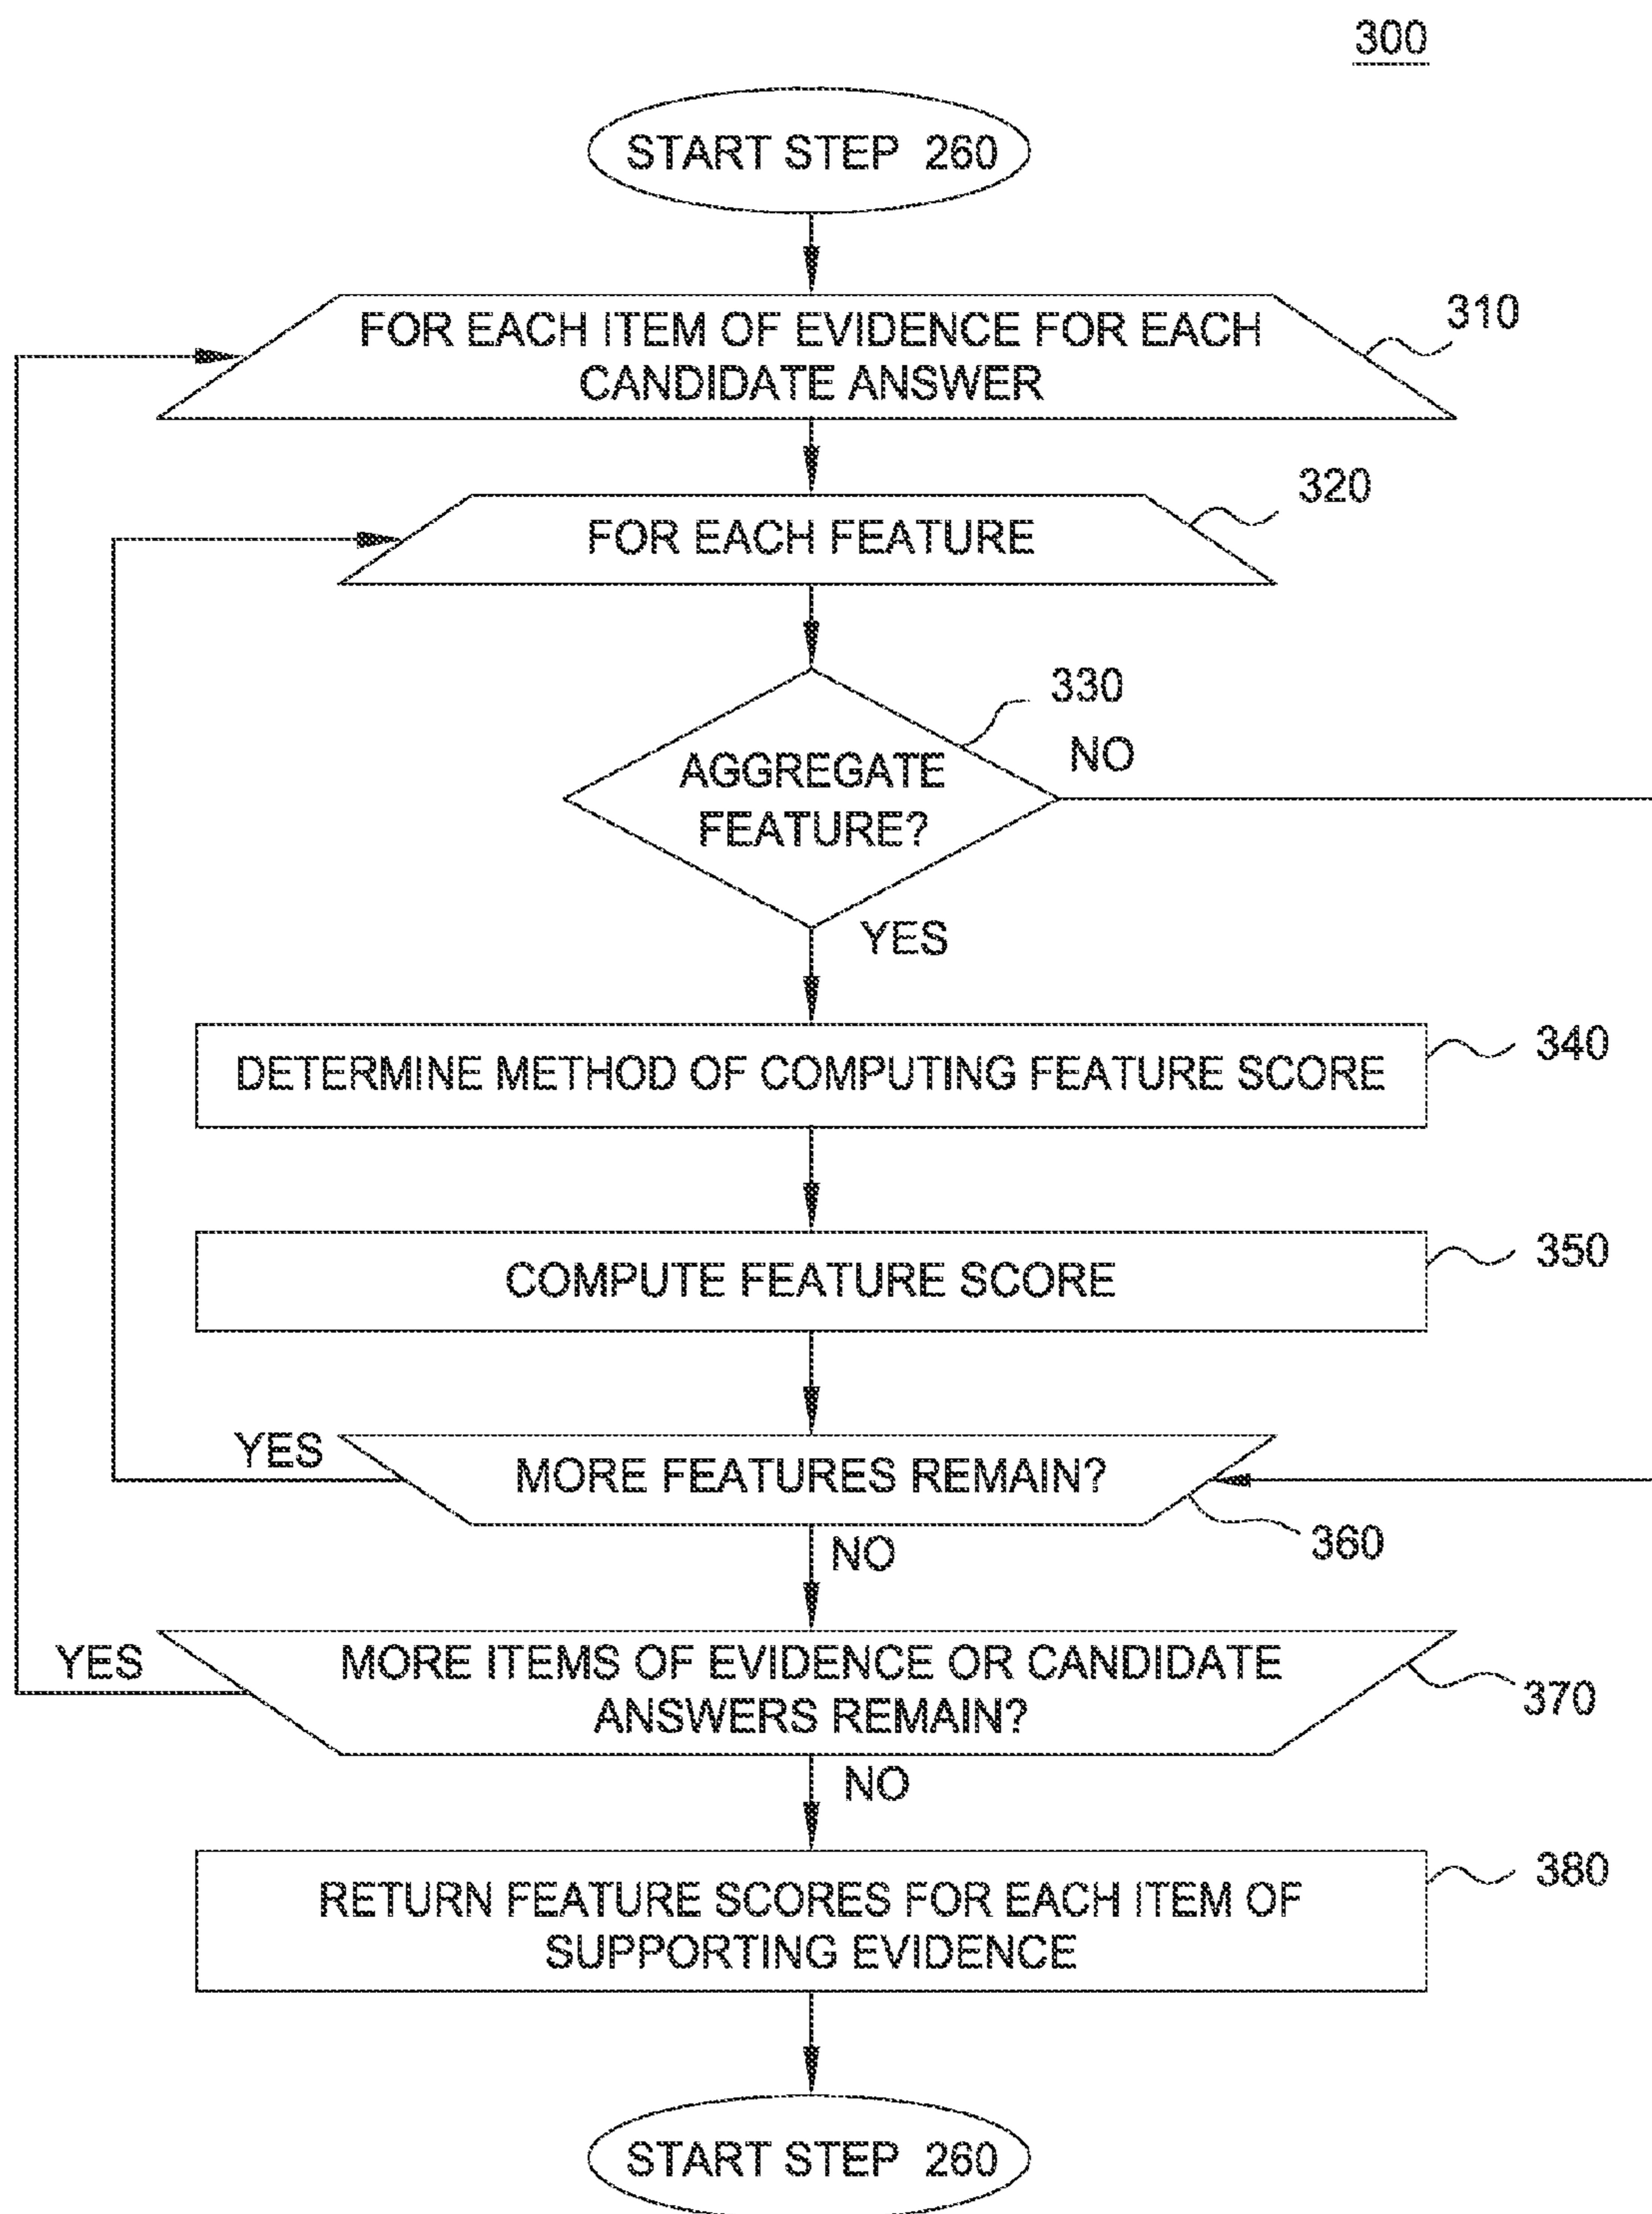 300
START STEP 260
FOR EACH ITEM OF EVIDENCE FOR EACH
CANDIDATE ANSWER
310
FOR EACH FEATURE
320
330
AGGREGATE
FEATURE?
NO
YES
DETERMINE METHOD OF COMPUTING FEATURE SCORE
340
COMPUTE FEATURE SCORE
350
YES
MORE FEATURES REMAIN?
360
NO
YES
MORE ITEMS OF EVIDENCE OR CANDIDATE
ANSWERS REMAIN?
370
NO
RETURN FEATURE SCORES FOR EACH ITEM OF
SUPPORTING EVIDENCE
380
START STEP 260